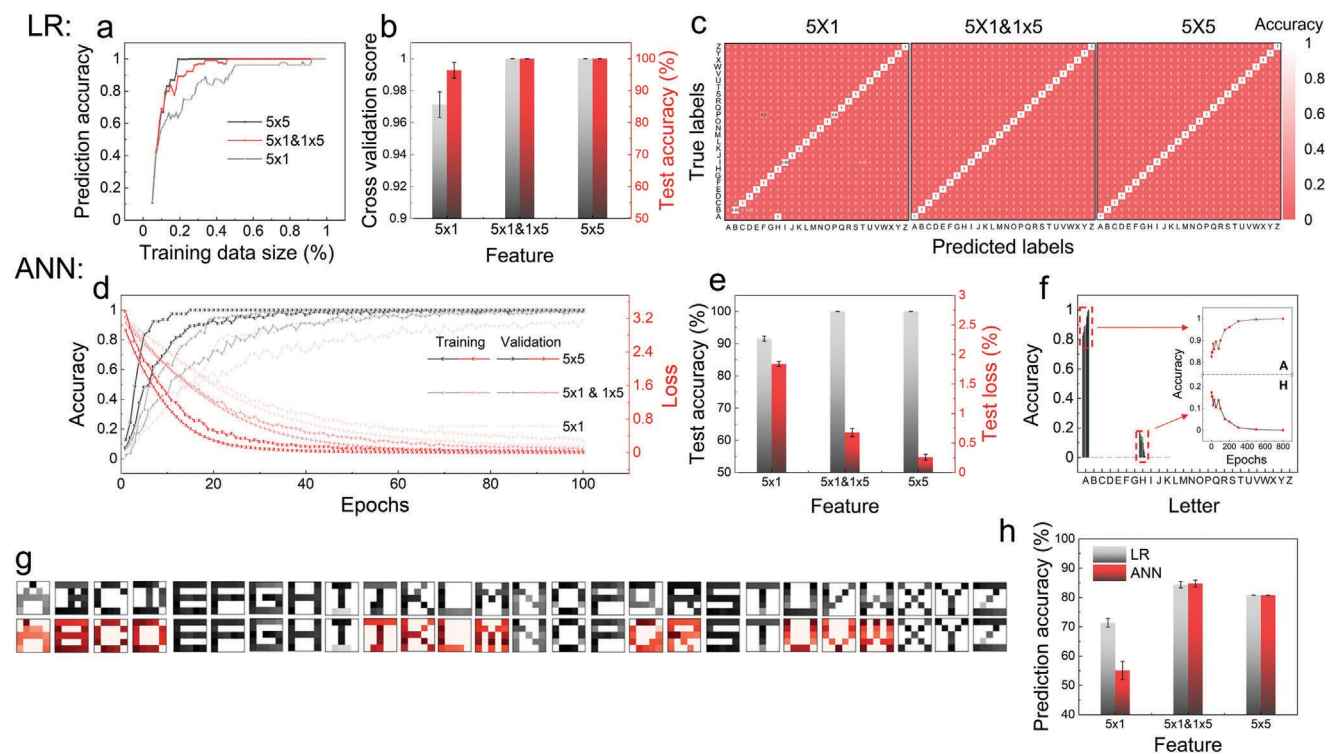 LR:
a
Prediction accuracy
1
0.8
0.6
0.4
0.2
0
5x5
5x1&1x5
5x1
0 0.2 0.4 0.6 0.8 1
Training data size (%)
b
Cross validation score
1
0.98
0.96
0.94
0.92
0.9
100
90
80
70
60
50
Test accuracy (%)
5x1 5x1&1x5 5x5
Feature
c
5X1 5X1&1x5 5X5
Accuracy
1
0.8
0.6
0.4
0.2
0
True labels
Z
Y
X
W
V
U
T
S
R
Q
P
O
N
M
L
K
J
I
H
G
F
E
D
C
B
A
A B C D E F G H I J K L M N O P Q R S T U V W X Y Z
A B C D E F G H I J K L M N O P Q R S T U V W X Y Z
A B C D E F G H I J K L M N O P Q R S T U V W X Y Z
Predicted labels
ANN:
d
Accuracy
1
0.8
0.6
0.4
0.2
0
Training Validation
5x5
5x1 & 1x5
5x1
3.2
2.4
1.6
0.8
0
Loss
0 20 40 60 80 100
Epochs
e
Test accuracy (%)
100
90
80
70
60
50
3
2.5
2
1.5
1
0.5
0
Test loss (%)
5x1 5x1&1x5 5x5
Feature
f
Accuracy
1
0.8
0.6
0.4
0.2
0
Accuracy
1
0.9
0.8
A
H
0.2
0.1
0
0 200 400 600 800
Epochs
A B C D E F G H I J K L M N O P Q R S T U V W X Y Z
Letter
g
A B C D E F G H I J K L M N O P Q R S T U V W X Y Z
A B C D E F G H I J K L M N O P Q R S T U V W X Y Z
h
Prediction accuracy (%)
100
90
80
70
60
50
40
LR
ANN
5x1 5x1&1x5 5x5
Feature